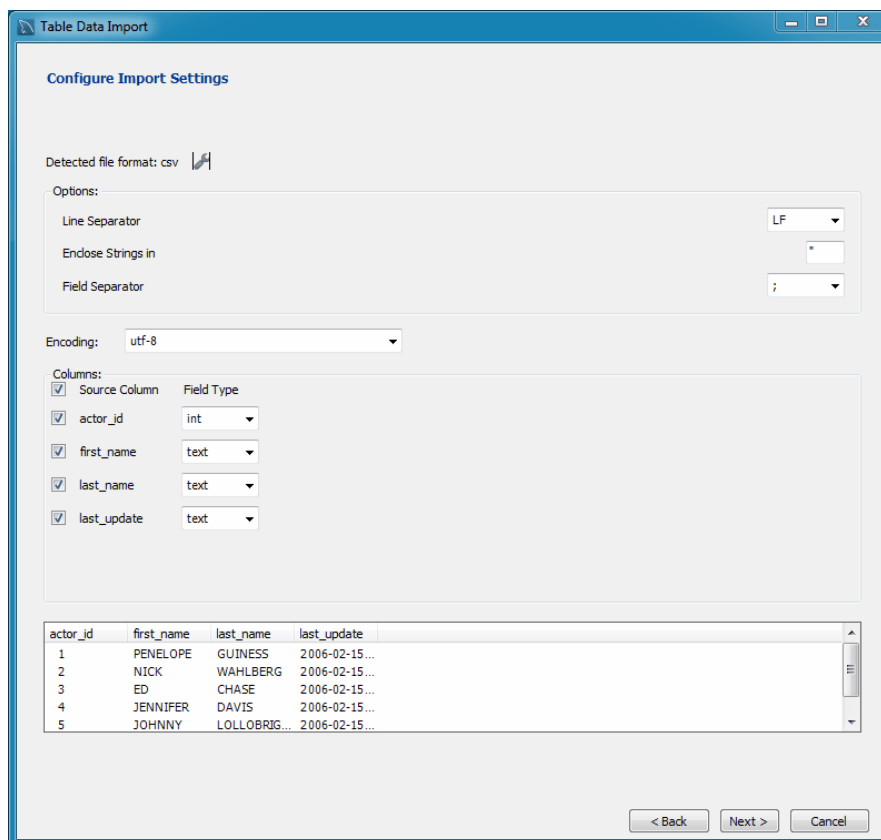 Table Data Import
Configure Import Settings
Detected file format: csv
Options:
Line Separator LF
Enclose Strings in "
Field Separator ;
Encoding: utf-8
Columns:
Source Column Field Type
actor_id int
first_name text
last_name text
last_update text
actor_id first_name last_name last_update
1 PENELOPE GUINESS 2006-02-15...
2 NICK WAHLBERG 2006-02-15...
3 ED CHASE 2006-02-15...
4 JENNIFER DAVIS 2006-02-15...
5 JOHNNY LOLLOBRIG... 2006-02-15...
< Back Next > Cancel